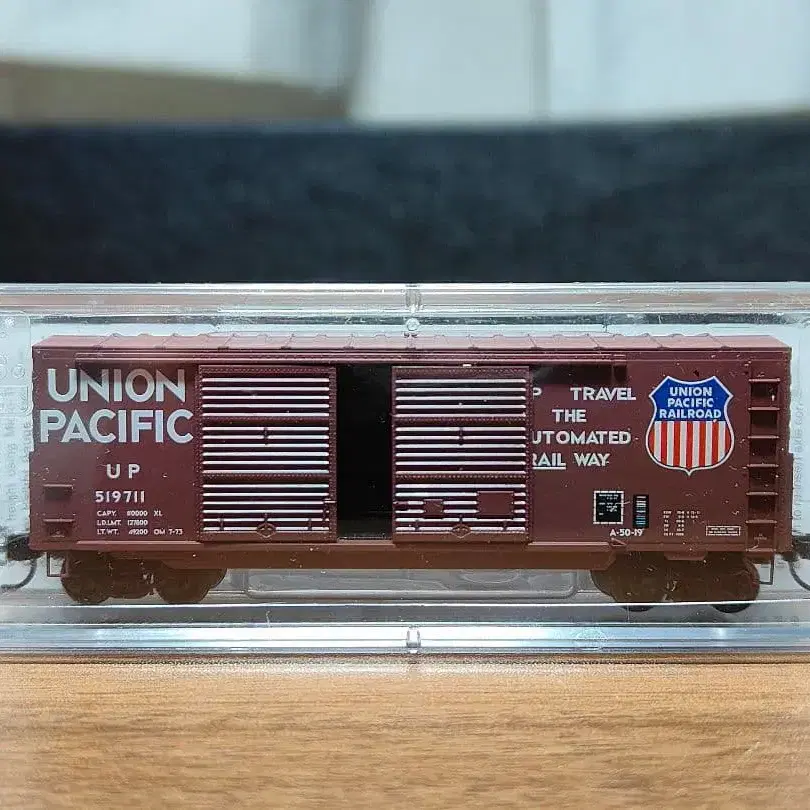 UNION
PACIFIC
UP
519711
CAPY. 80000 XL
LD.LMT. 127800
LT.WT. 49200 OM 7-73
P TRAVEL
THE
UTOMATED
RAIL WAY
UNION
PACIFIC
RAILROAD
A-50-19